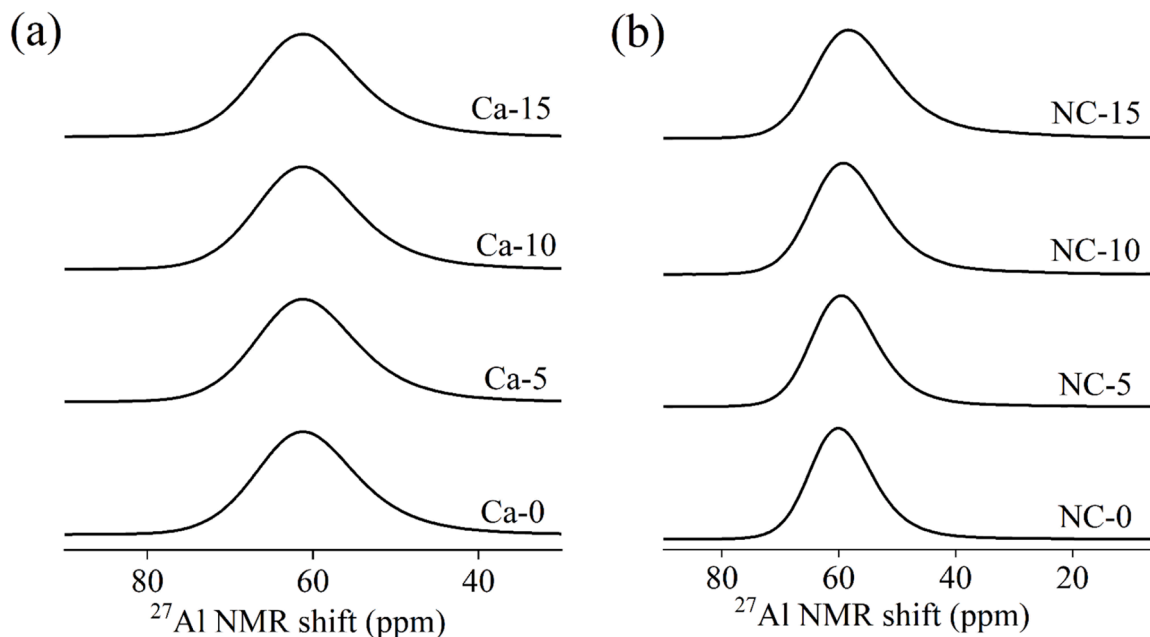 (a)
Ca-15
Ca-10
Ca-5
Ca-0
80 60 40
²⁷Al NMR shift (ppm)
(b)
NC-15
NC-10
NC-5
NC-0
80 60 40 20
²⁷Al NMR shift (ppm)